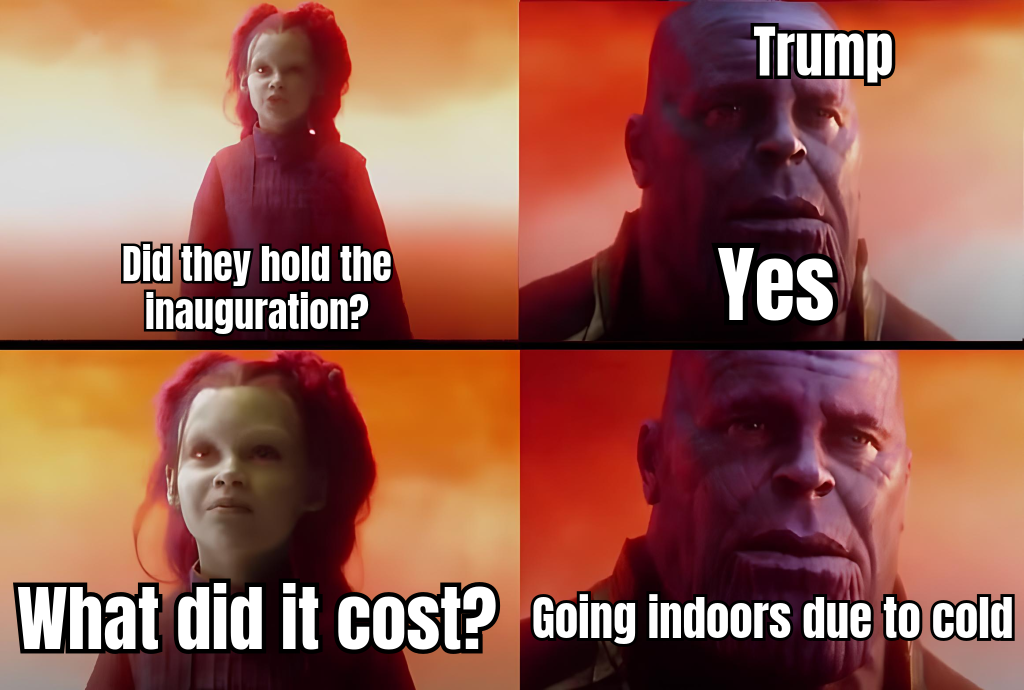 Did they hold the
inauguration?
Trump
Yes
What did it cost?
Going indoors due to cold